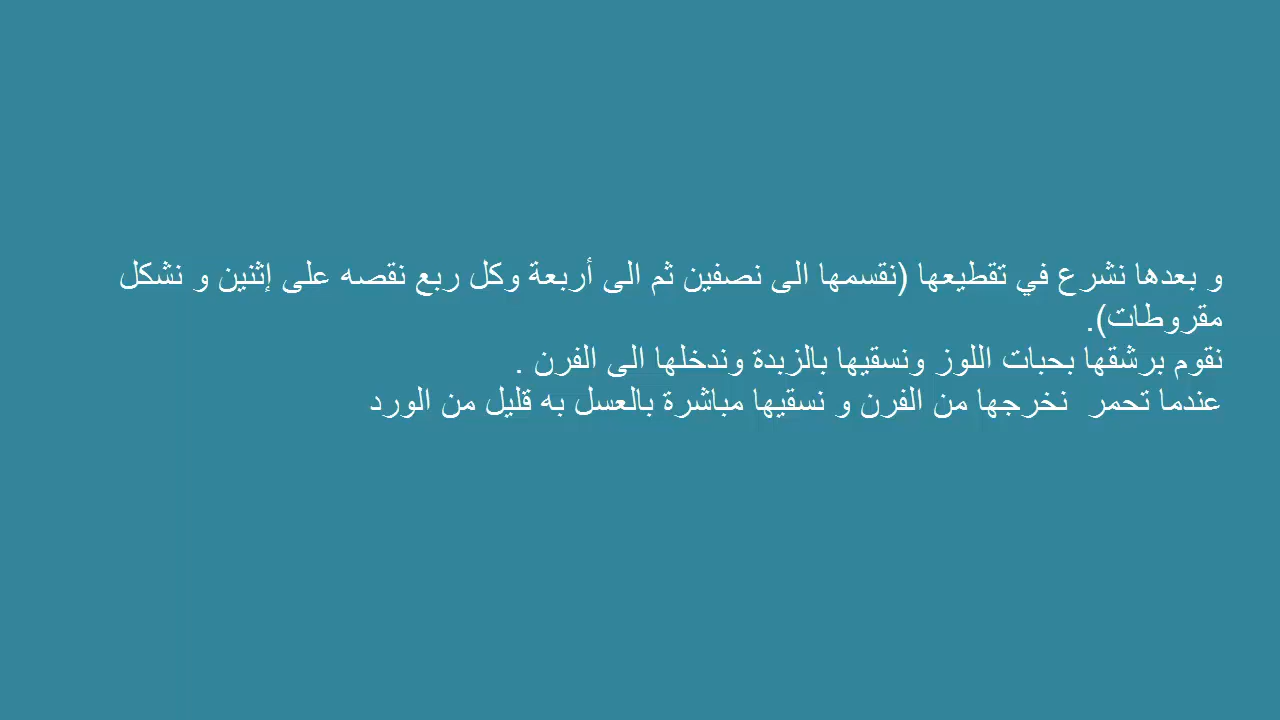 و بعدها نشرع في تقطيعها (نقسمها الى نصفين ثم الى أربعة وكل ربع نقصه على إثنين و نشكل
مقروطات).
نقوم برشقها بحبات اللوز ونسقيها بالزبدة وندخلها الى الفرن .
عندما تحمر  نخرجها من الفرن و نسقيها مباشرة بالعسل به قليل من الورد